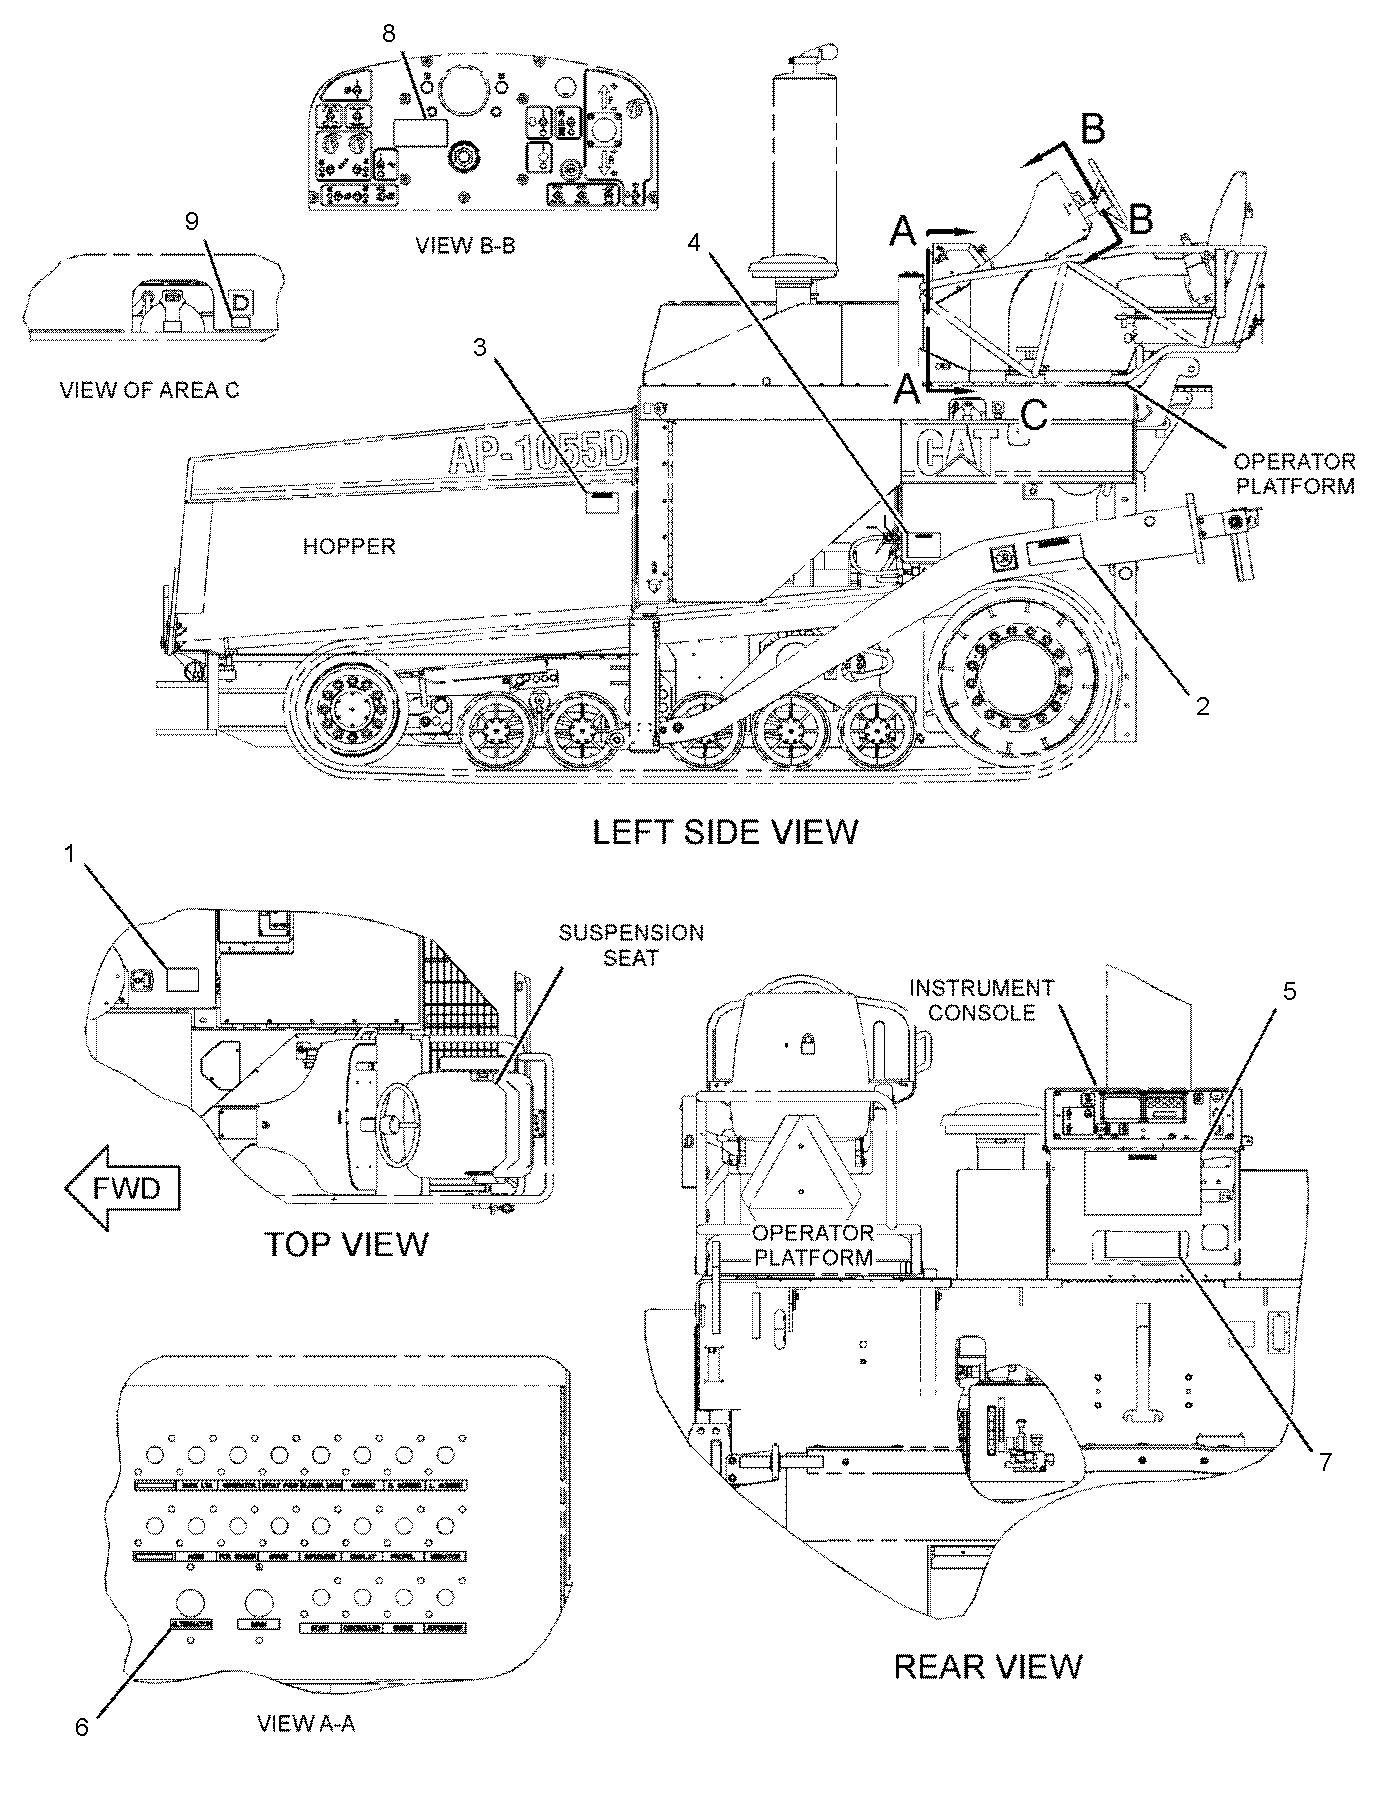 8
VIEW B-B
9
D
VIEW OF AREA C
B
B
A
4
3
A
C
AP-1055D
CAT C
OPERATOR
PLATFORM
HOPPER
2
LEFT SIDE VIEW
1
SUSPENSION
SEAT
INSTRUMENT
CONSOLE
5
FWD
TOP VIEW
OPERATOR
PLATFORM
7
6
REAR VIEW
VIEW A-A